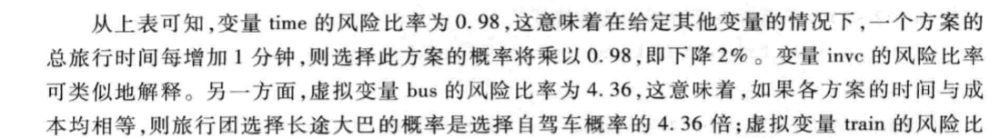 从上表可知,变量 time 的风险比率为 0.98,这意味着在给定其他变量的情况下,一个方案的
总旅行时间每增加 1 分钟,则选择此方案的概率将乘以 0.98,即下降 2%。变量 invc 的风险比率
可类似地解释。另一方面,虚拟变量 bus 的风险比率为 4.36,这意味着,如果各方案的时间与成
本均相等,则旅行团选择长途大巴的概率是选择自驾车概率的 4.36 倍;虚拟变量 train 的风险比